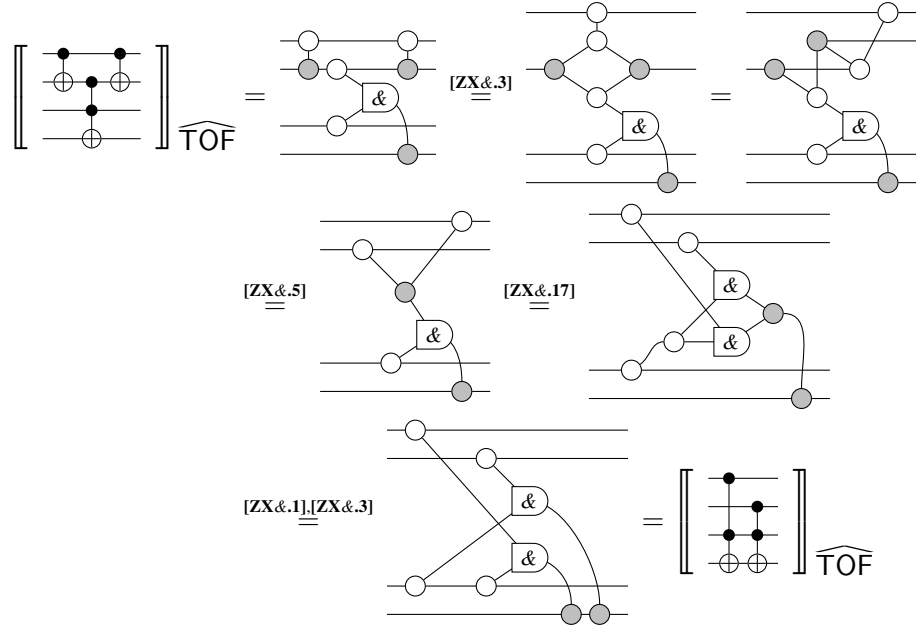 ⟦ ⟧ TOF = & [ZX&.3] = & = &
[ZX&.5] = & [ZX&.17] = & &
[ZX&.1],[ZX&.3] = & & = ⟦ ⟧ TOF